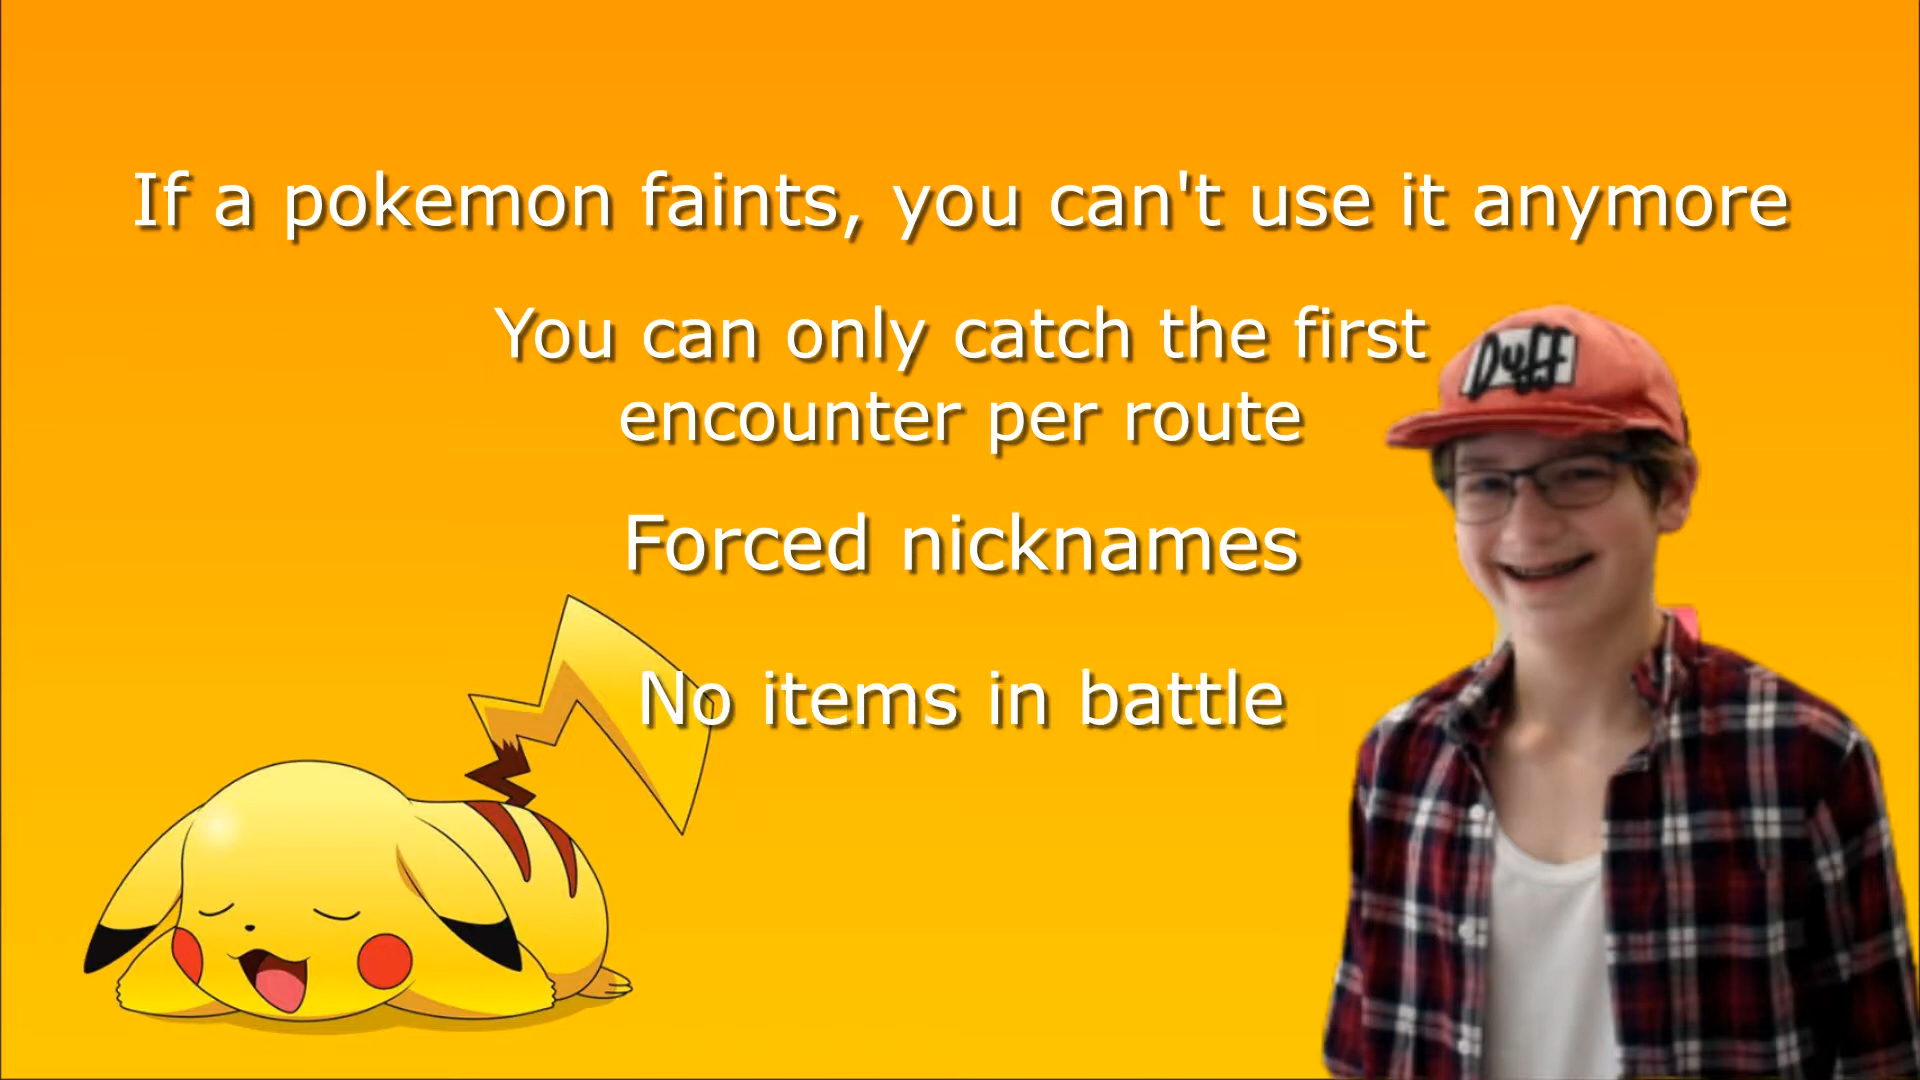 If a pokemon faints, you can't use it anymore
You can only catch the first
encounter per route
Duff
Forced nicknames
No items in battle